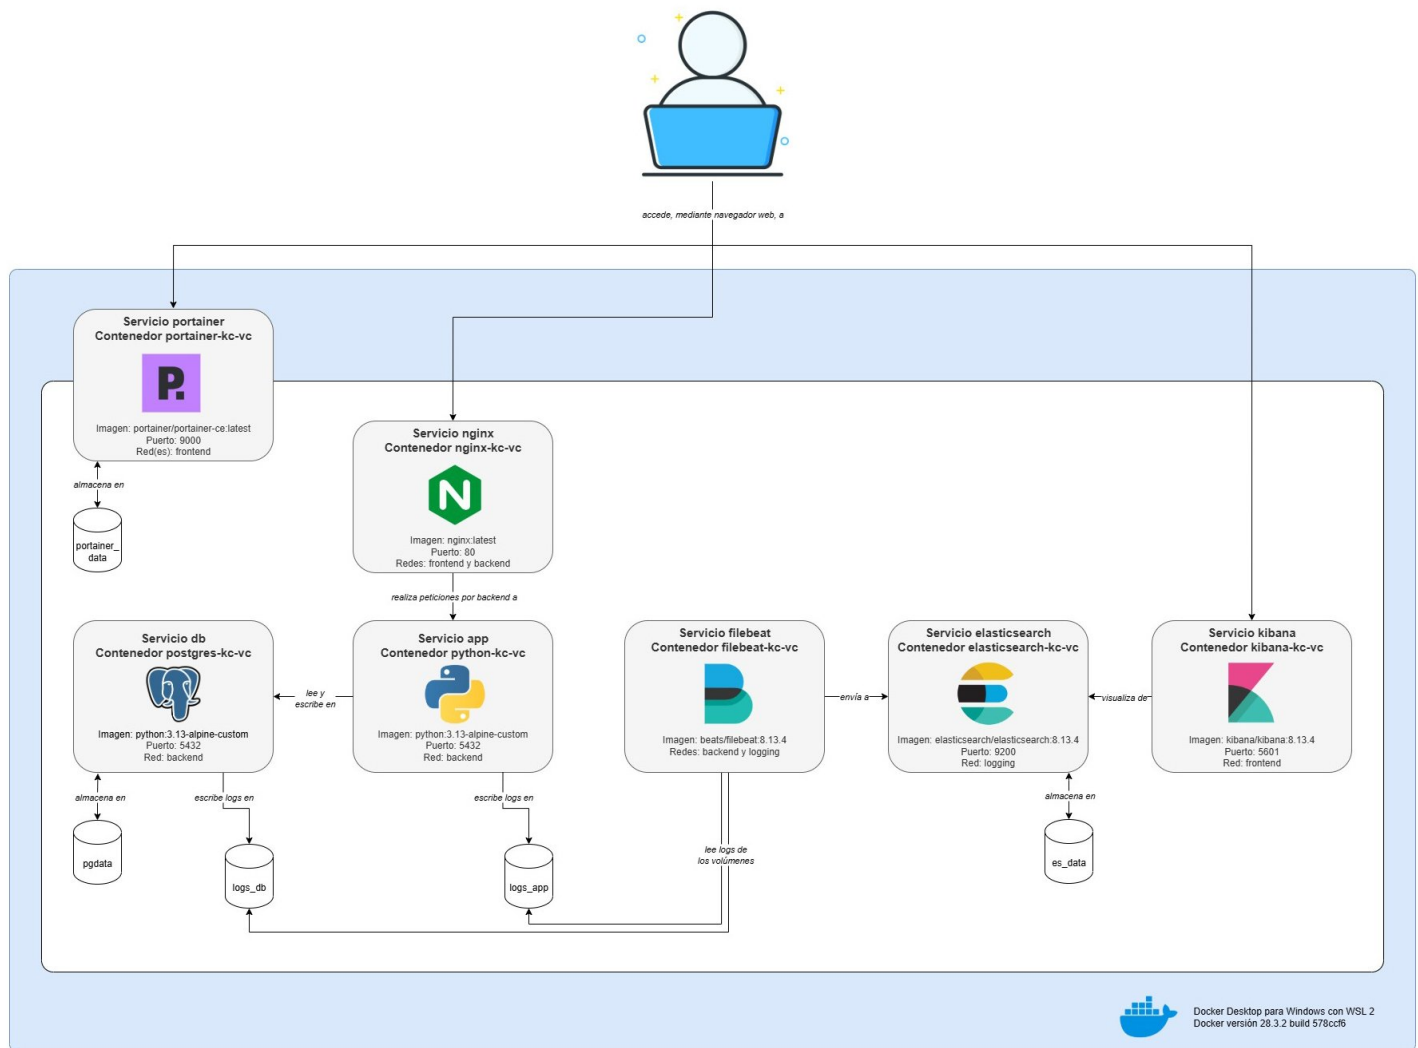 accede, mediante navegador web, a
Servicio portainer
Contenedor portainer-kc-vc
P.
Imagen: portainer/portainer-ce:latest
Puerto: 9000
Red(es): frontend
almacena en
portainer_
data
Servicio nginx
Contenedor nginx-kc-vc
N
Imagen: nginx:latest
Puerto: 80
Redes: frontend y backend
realiza peticiones por backend a
Servicio db
Contenedor postgres-kc-vc
Imagen: python:3.13-alpine-custom
Puerto: 5432
Red: backend
lee y
escribe en
Servicio app
Contenedor python-kc-vc
Imagen: python:3.13-alpine-custom
Puerto: 5432
Red: backend
Servicio filebeat
Contenedor filebeat-kc-vc
Imagen: beats/filebeat:8.13.4
Redes: backend y logging
envía a
Servicio elasticsearch
Contenedor elasticsearch-kc-vc
Imagen: elasticsearch/elasticsearch:8.13.4
Puerto: 9200
Red: logging
visualiza de
Servicio kibana
Contenedor kibana-kc-vc
Imagen: kibana/kibana:8.13.4
Puerto: 5601
Red: frontend
almacena en
escribe logs en
escribe logs en
almacena en
pgdata
logs_db
logs_app
lee logs de
los volúmenes
es_data
Docker Desktop para Windows con WSL 2
Docker versión 28.3.2 build 578ccf6